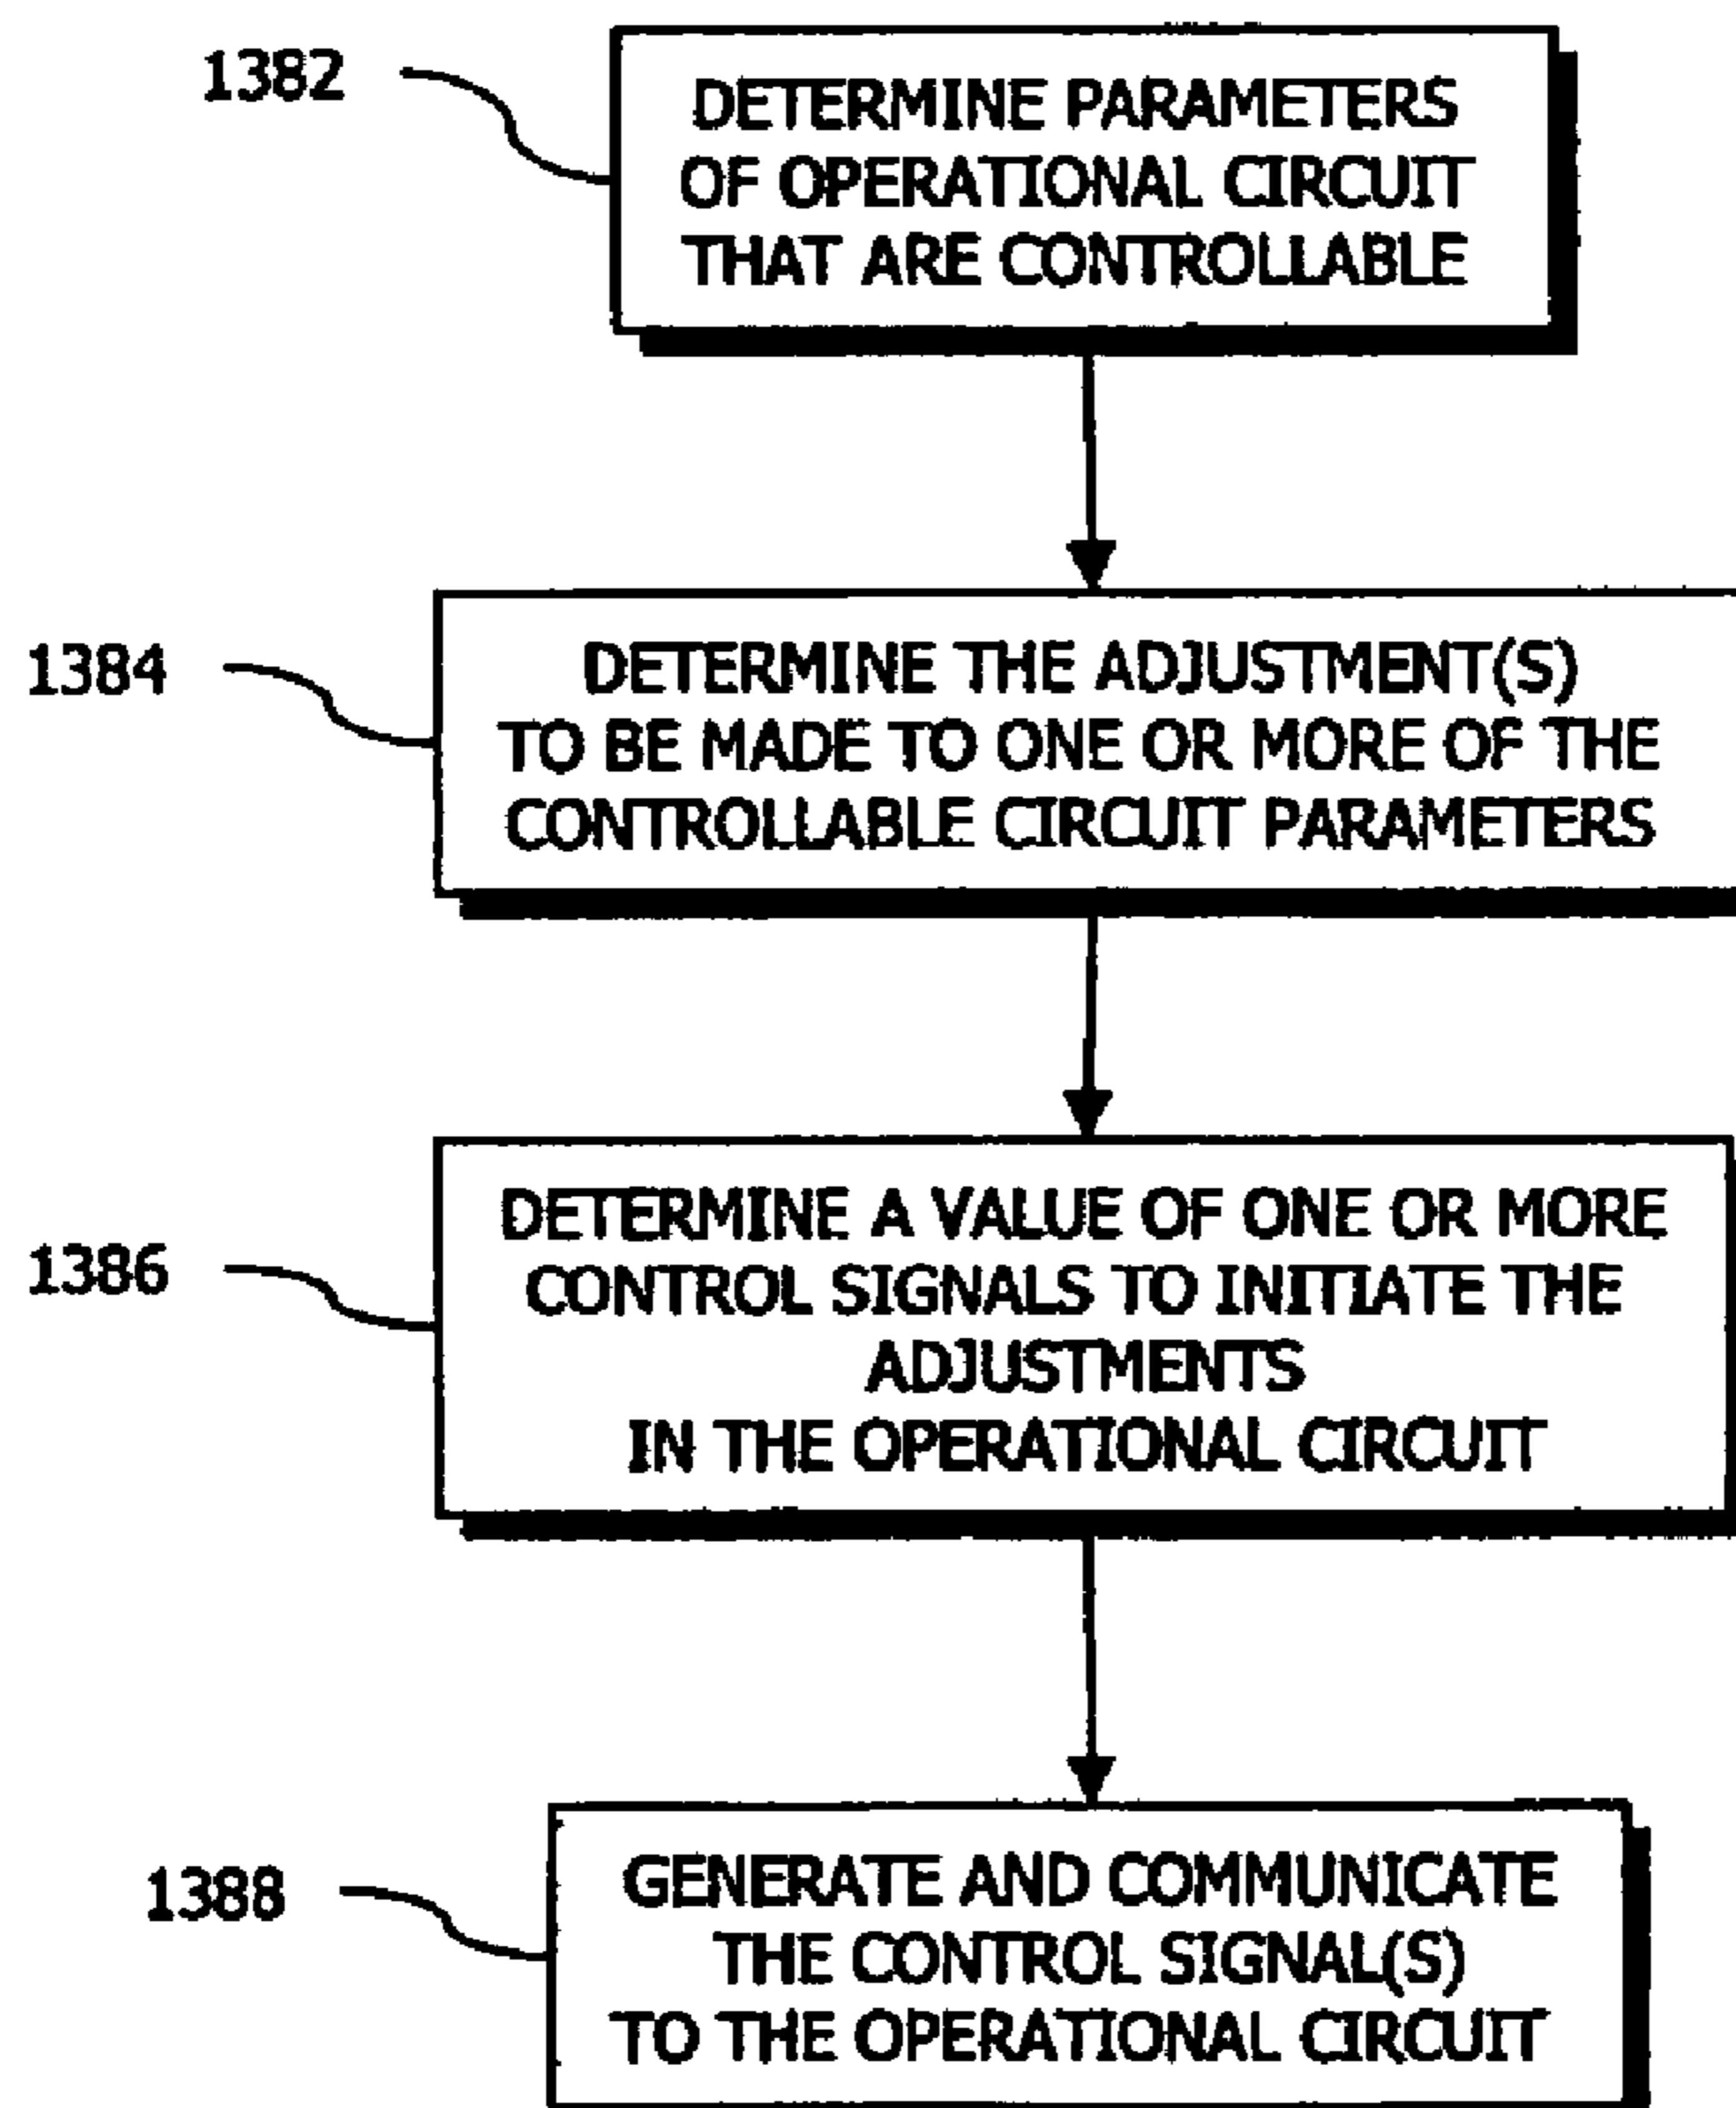 1382
DETERMINE PARAMETERS
OF OPERATIONAL CIRCUIT
THAT ARE CONTROLLABLE
1384
DETERMINE THE ADJUSTMENT(S)
TO BE MADE TO ONE OR MORE OF THE
CONTROLLABLE CIRCUIT PARAMETERS
1386
DETERMINE A VALUE OF ONE OR MORE
CONTROL SIGNALS TO INITIATE THE
ADJUSTMENTS
IN THE OPERATIONAL CIRCUIT
1388
GENERATE AND COMMUNICATE
THE CONTROL SIGNAL(S)
TO THE OPERATIONAL CIRCUIT